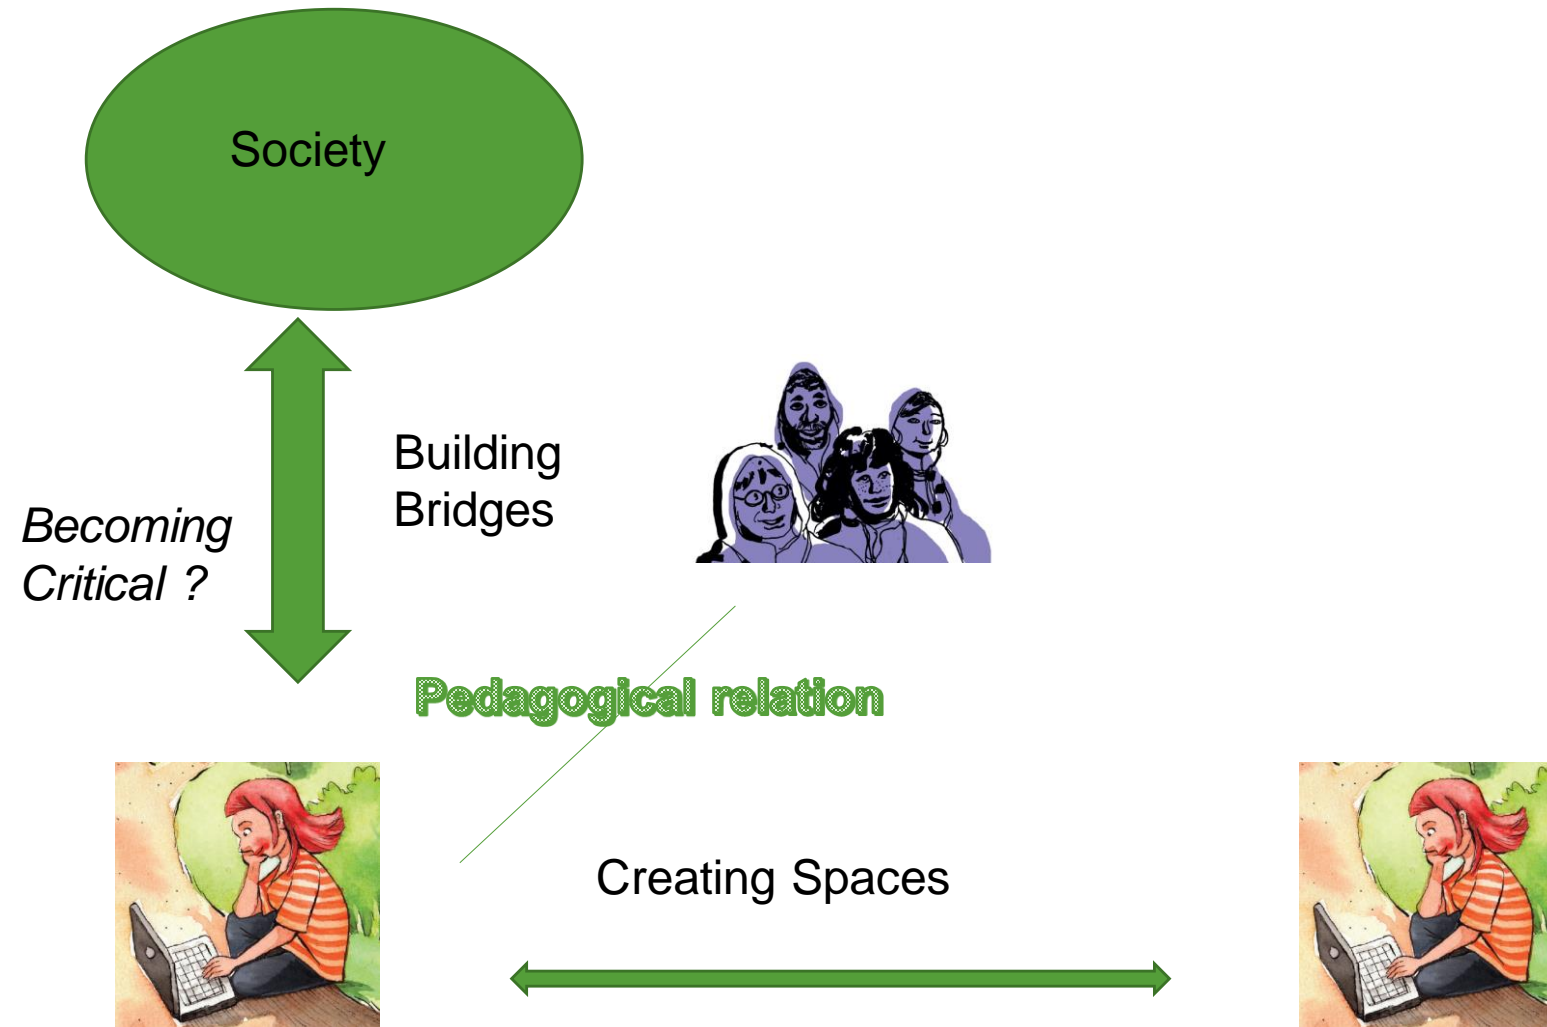 Society
Building
Bridges
Becoming
Critical ?
Pedagogical relation
Creating Spaces